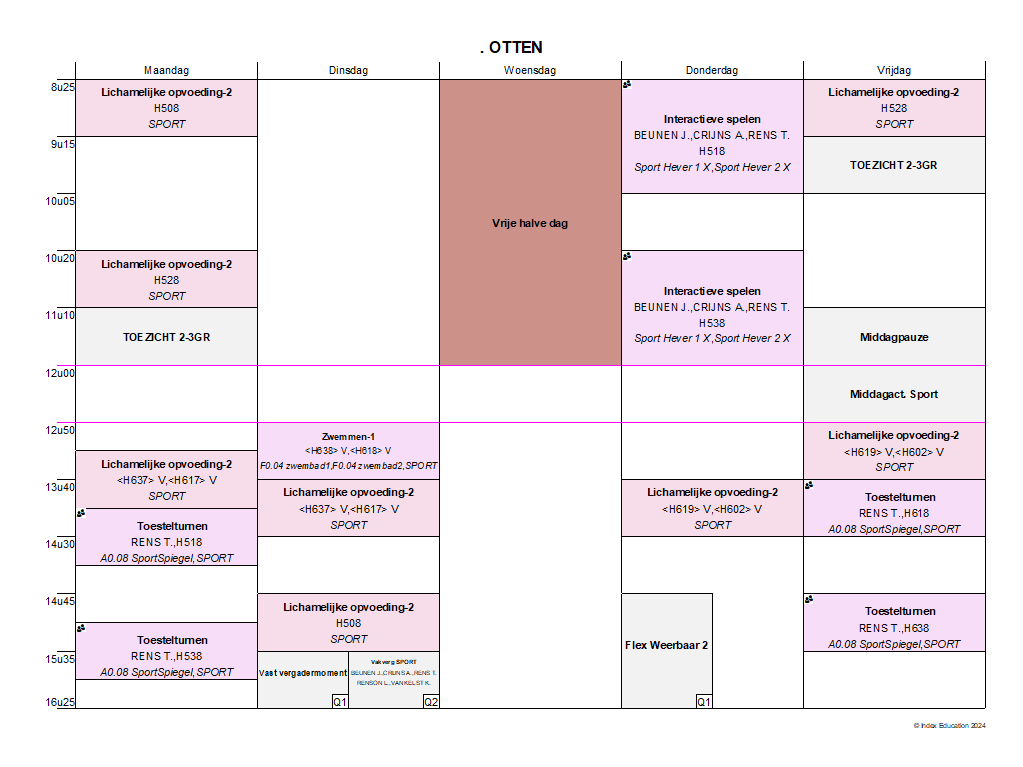 . OTTEN
Maandag
Dinsdag
Woensdag
Donderdag
Vrijdag
8u25
9u15
10u05
10u20
11u10
12u00
12u50
13u40
14u30
14u45
15u35
16u25
Lichamelijke opvoeding-2
H508
SPORT
Lichamelijke opvoeding-2
H528
SPORT
TOEZICHT 2-3GR
Lichamelijke opvoeding-2
<H637> V,<H617> V
SPORT
Toestelturnen
RENS T.,H518
A0.08 SportSpiegel,SPORT
Toestelturnen
RENS T.,H538
A0.08 SportSpiegel,SPORT
Zwemmen-1
<H638> V,<H618> V
F0.04 zwembad1,F0.04 zwembad2,SPORT
Lichamelijke opvoeding-2
<H637> V,<H617> V
SPORT
Lichamelijke opvoeding-2
H508
SPORT
Vast vergadermoment
Q1
Vakverg SPORT
BEUNEN J.,CRIJNS A.,RENS T.
RENSON L.,VAN KELST K.
Q2
Vrije halve dag
Interactieve spelen
BEUNEN J.,CRIJNS A.,RENS T.
H518
Sport Hever 1 X,Sport Hever 2 X
Interactieve spelen
BEUNEN J.,CRIJNS A.,RENS T.
H538
Sport Hever 1 X,Sport Hever 2 X
Lichamelijke opvoeding-2
<H619> V,<H602> V
SPORT
Flex Weerbaar 2
Q1
Lichamelijke opvoeding-2
H528
SPORT
TOEZICHT 2-3GR
Middagpauze
Middagact. Sport
Lichamelijke opvoeding-2
<H619> V,<H602> V
SPORT
Toestelturnen
RENS T.,H618
A0.08 SportSpiegel,SPORT
Toestelturnen
RENS T.,H638
A0.08 SportSpiegel,SPORT
© Index Education 2024